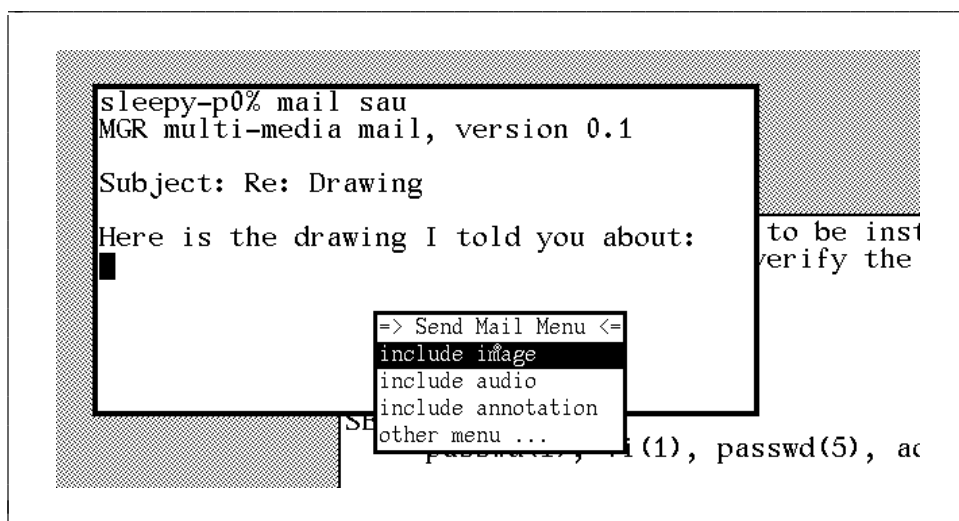 sleepy-p0% mail sau
MGR multi-media mail, version 0.1
Subject: Re: Drawing
Here is the drawing I told you about:
to be inst
verify the
=> Send Mail Menu <=
include image
include audio
include annotation
other menu ...
(1), passwd(5), ad